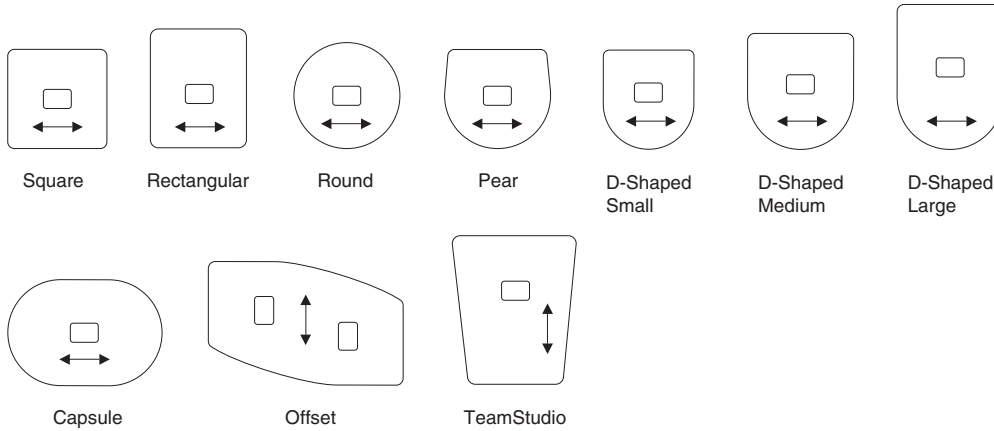 Square
Rectangular
Round
Pear
D-Shaped
Small
D-Shaped
Medium
D-Shaped
Large
Capsule
Offset
TeamStudio